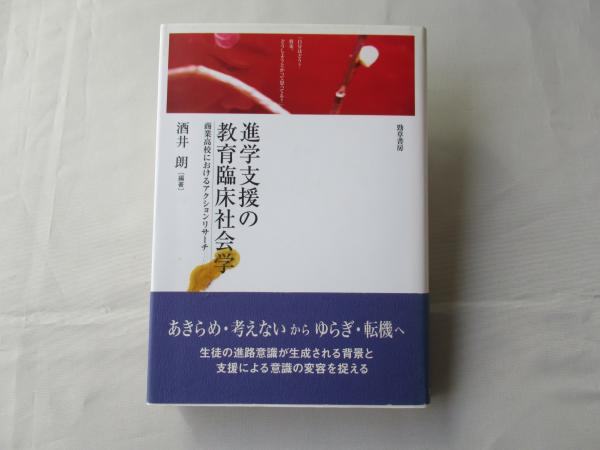 勁草書房
進学支援の
教育臨床社会学
商業高校におけるアクションリサーチ
酒井 朗 [編著]
あきらめ・考えないからゆらぎ・転機へ
生徒の進路意識が生成される背景と
支援による意識の変容を捉える